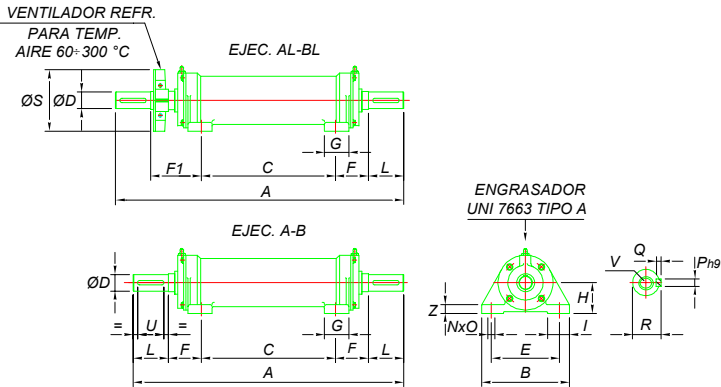 VENTILADOR REFR.
PARA TEMP.
AIRE 60÷300 °C
EJEC. AL-BL
ØS
ØD
G
F1
C
F
L
A
EJEC. A-B
ØD
=
U
=
G
L
F
C
F
L
A
ENGRASADOR
UNI 7663 TIPO A
Z
NxO
H
I
E
B
V
Q
Ph9
R